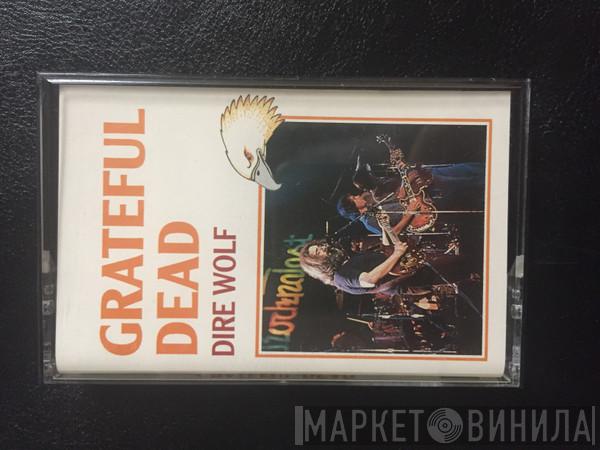 GRATEFUL
DEAD
DIRE WOLF
Rockpalast
МАРКЕТ ВИНИЛА